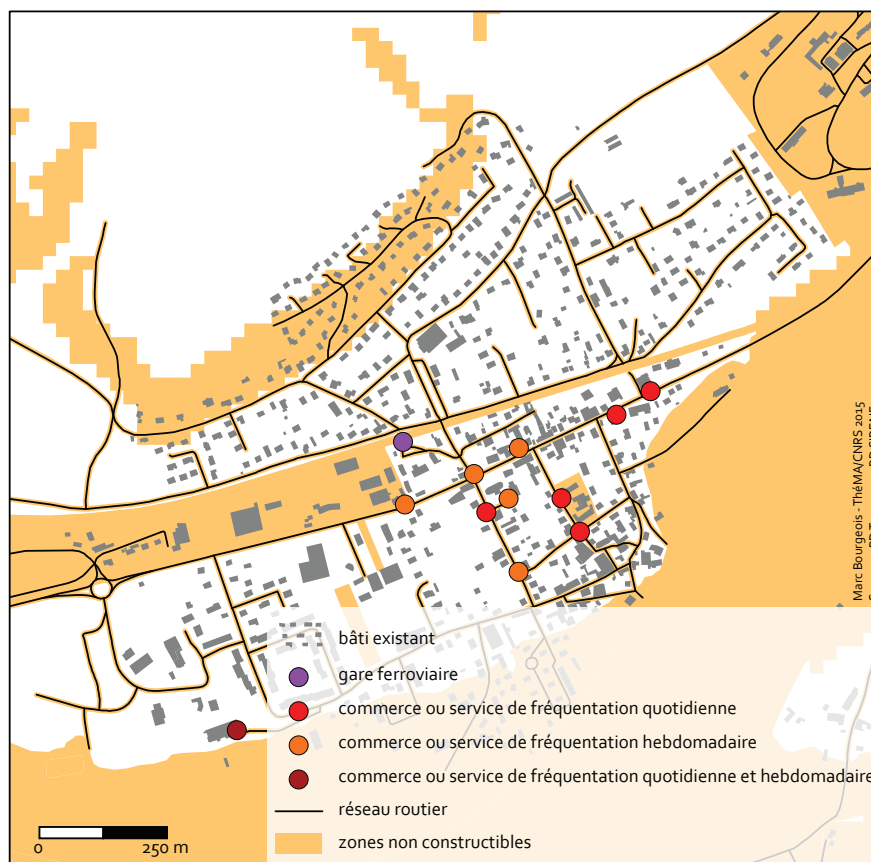 bâti existant
gare ferroviaire
commerce ou service de fréquentation quotidienne
commerce ou service de fréquentation hebdomadaire
commerce ou service de fréquentation quotidienne et hebdomadaire
réseau routier
zones non constructibles
0 250 m
Marc Bourgeois - ThéMA/CNRS 2015